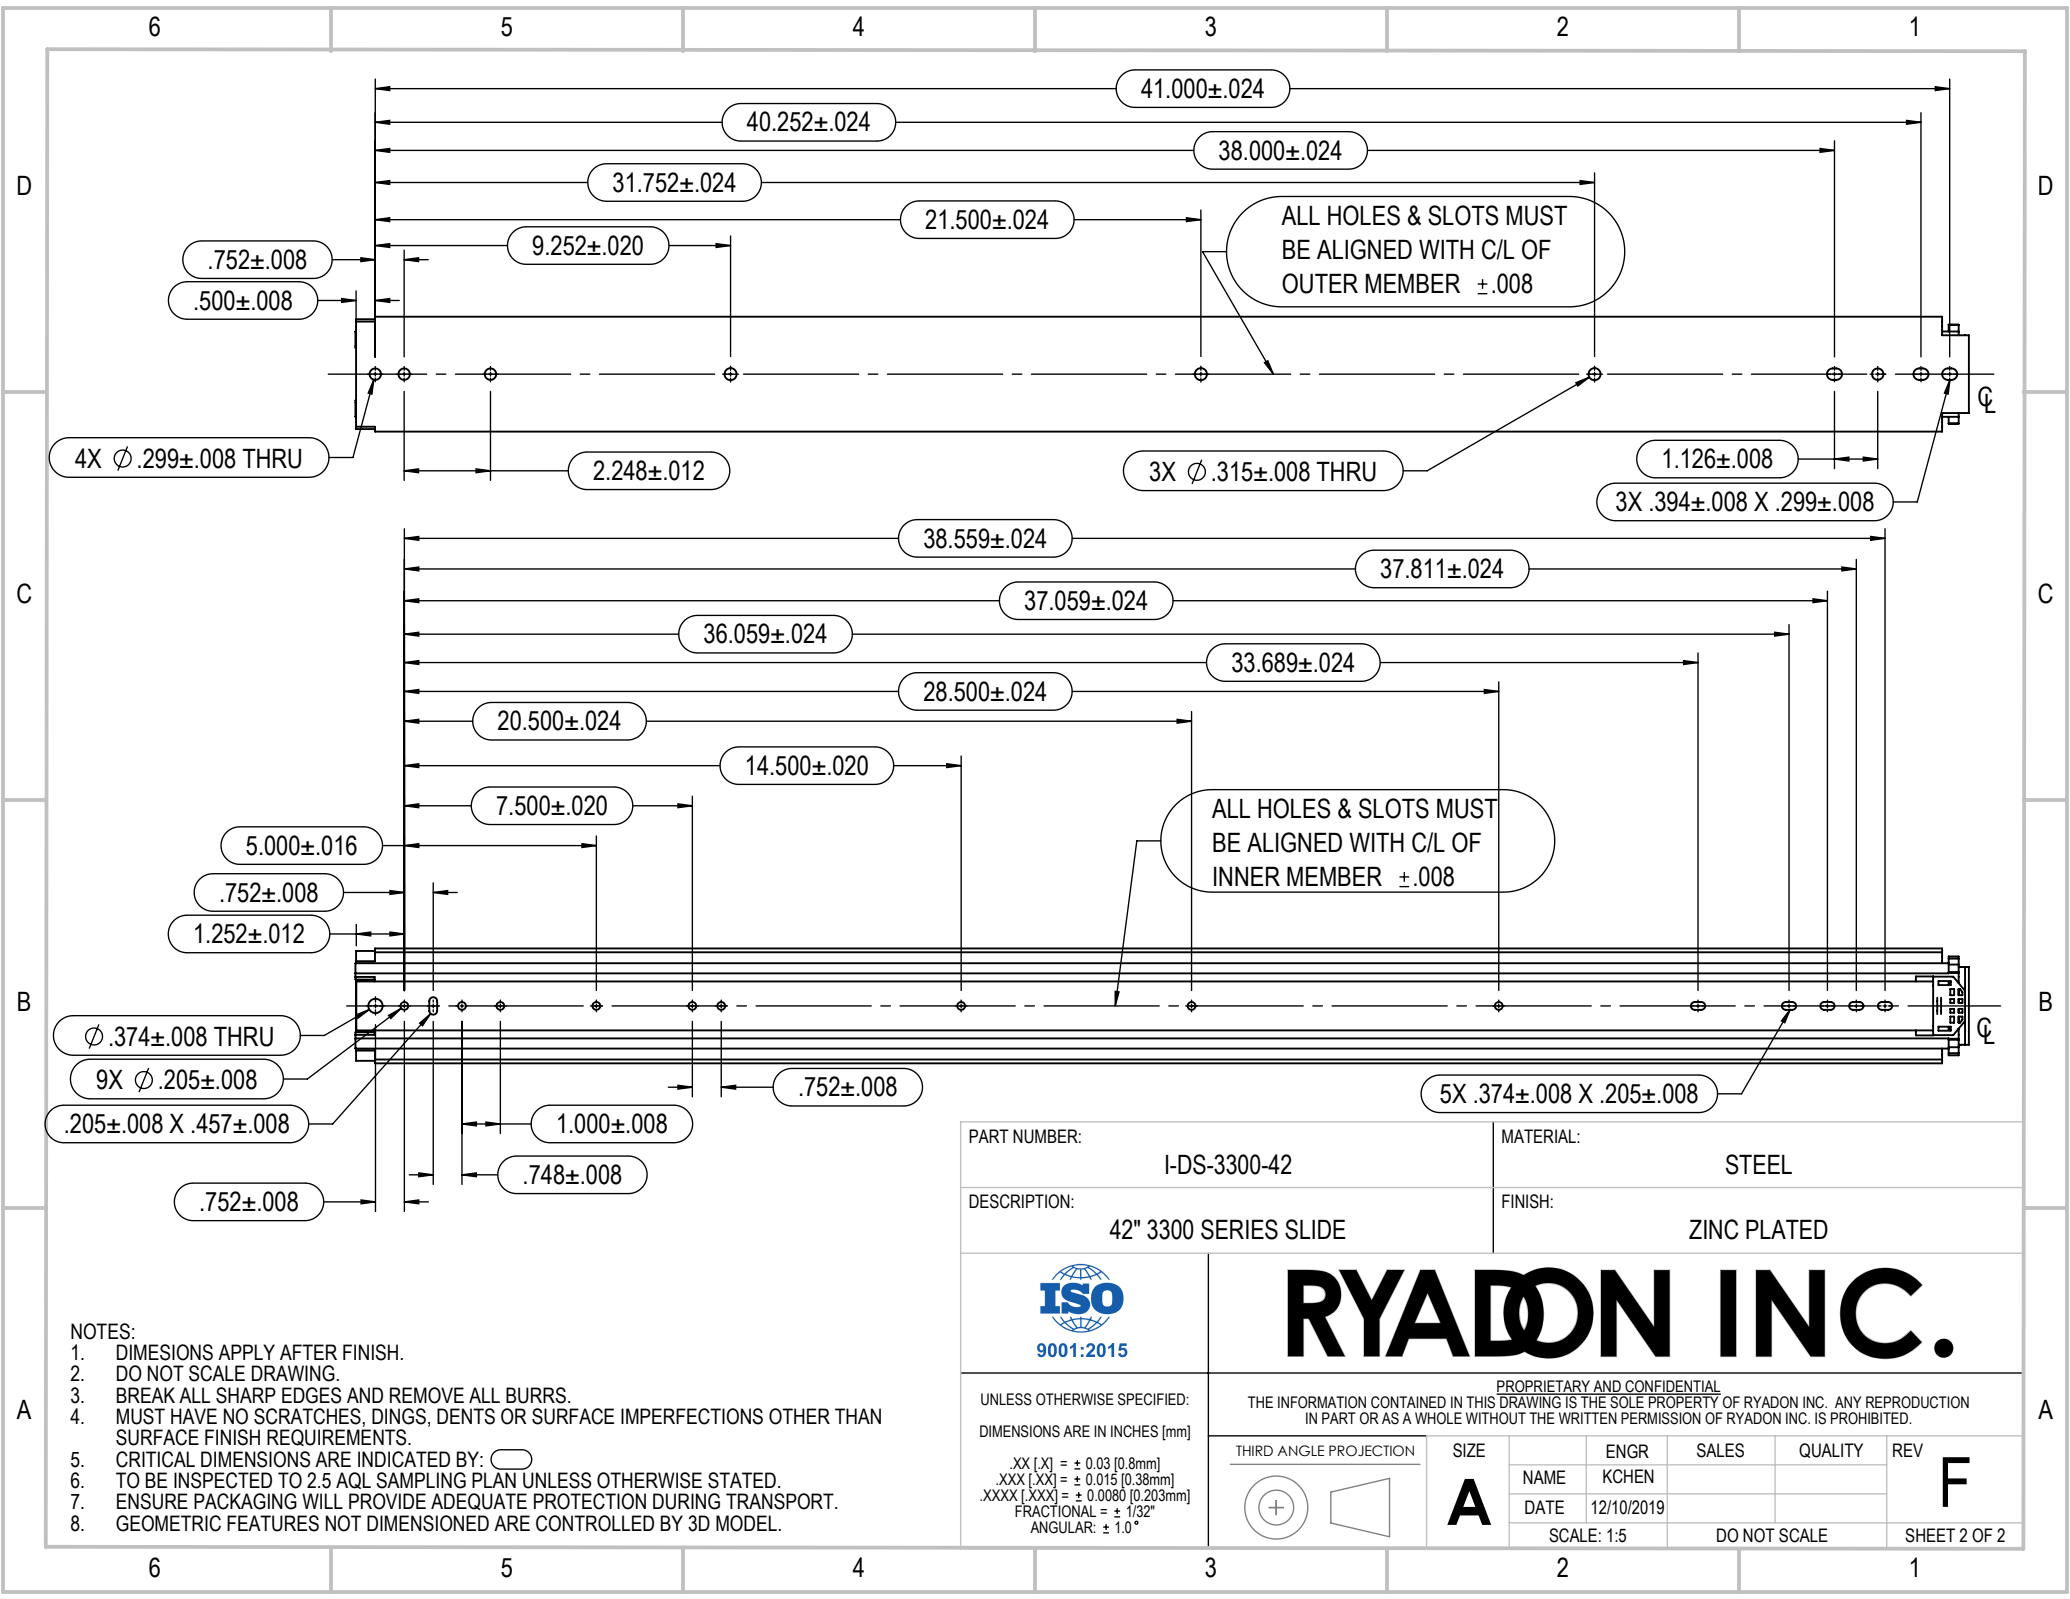 6 5 4 3 2 1
41.000±.024
40.252±.024
38.000±.024
D D
31.752±.024
21.500±.024
ALL HOLES & SLOTS MUST
BE ALIGNED WITH C/L OF
OUTER MEMBER ±.008
9.252±.020
.752±.008
.500±.008
℄
4X ⌀ .299±.008 THRU
2.248±.012
3X ⌀ .315±.008 THRU
1.126±.008
3X .394±.008 X .299±.008
38.559±.024
37.811±.024
C C
37.059±.024
36.059±.024
33.689±.024
28.500±.024
20.500±.024
14.500±.020
7.500±.020
ALL HOLES & SLOTS MUST
BE ALIGNED WITH C/L OF
INNER MEMBER ±.008
5.000±.016
.752±.008
1.252±.012
B B
℄
⌀ .374±.008 THRU
9X ⌀ .205±.008
.205±.008 X .457±.008
.752±.008
5X .374±.008 X .205±.008
1.000±.008
.748±.008
.752±.008
PART NUMBER:
I-DS-3300-42
MATERIAL:
STEEL
DESCRIPTION:
42" 3300 SERIES SLIDE
FINISH:
ZINC PLATED
ISO
9001:2015
RYADON INC.
NOTES:
1. DIMESIONS APPLY AFTER FINISH.
2. DO NOT SCALE DRAWING.
3. BREAK ALL SHARP EDGES AND REMOVE ALL BURRS.
4. MUST HAVE NO SCRATCHES, DINGS, DENTS OR SURFACE IMPERFECTIONS OTHER THAN
SURFACE FINISH REQUIREMENTS.
5. CRITICAL DIMENSIONS ARE INDICATED BY:
6. TO BE INSPECTED TO 2.5 AQL SAMPLING PLAN UNLESS OTHERWISE STATED.
7. ENSURE PACKAGING WILL PROVIDE ADEQUATE PROTECTION DURING TRANSPORT.
8. GEOMETRIC FEATURES NOT DIMENSIONED ARE CONTROLLED BY 3D MODEL.
A A
UNLESS OTHERWISE SPECIFIED:
DIMENSIONS ARE IN INCHES [mm]
.XX [.X] = ± 0.03 [0.8mm]
.XXX [.XX] = ± 0.015 [0.38mm]
.XXXX [.XXX] = ± 0.0080 [0.203mm]
FRACTIONAL = ± 1/32"
ANGULAR: ± 1.0°
PROPRIETARY AND CONFIDENTIAL
THE INFORMATION CONTAINED IN THIS DRAWING IS THE SOLE PROPERTY OF RYADON INC. ANY REPRODUCTION
IN PART OR AS A WHOLE WITHOUT THE WRITTEN PERMISSION OF RYADON INC. IS PROHIBITED.
THIRD ANGLE PROJECTION
SIZE
A
ENGR SALES QUALITY
NAME KCHEN
DATE 12/10/2019
REV
F
SCALE: 1:5 DO NOT SCALE SHEET 2 OF 2
6 5 4 3 2 1